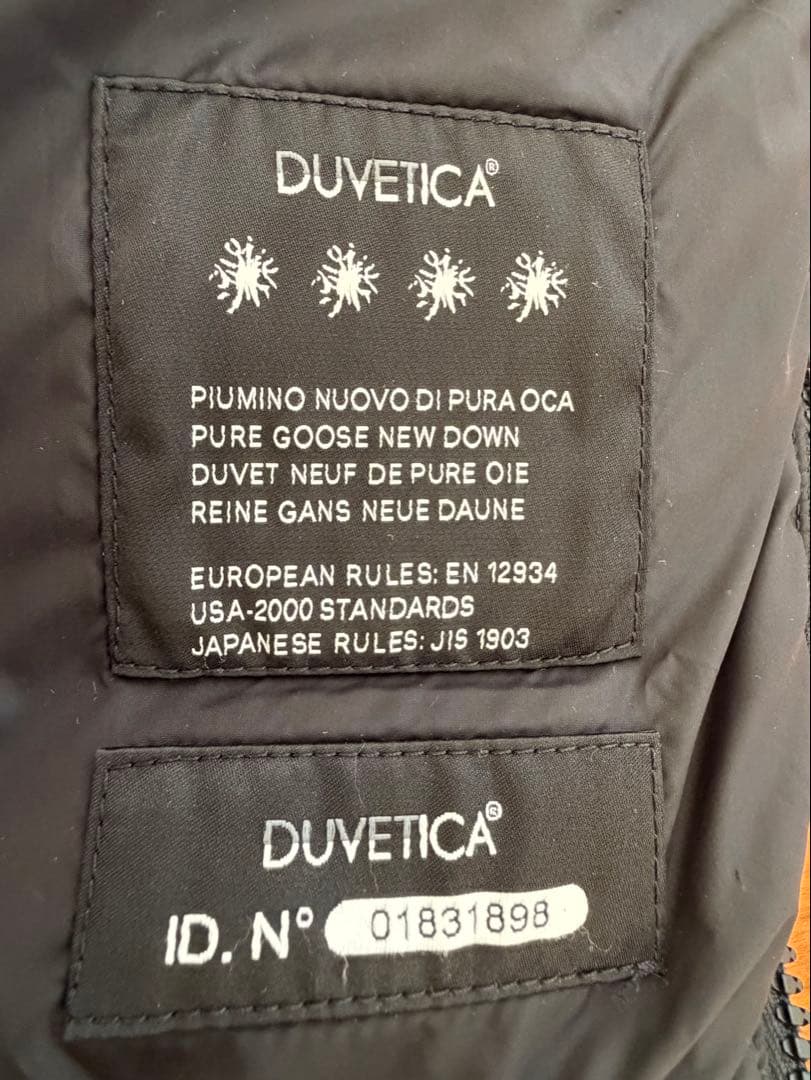 DUVETICA®
PIUMINO NUOVO DI PURA OCA
PURE GOOSE NEW DOWN
DUVET NEUF DE PURE OIE
REINE GANS NEUE DAUNE
EUROPEAN RULES: EN 12934
USA-2000 STANDARDS
JAPANESE RULES: JIS 1903
DUVETICA®
ID. N° 01831898